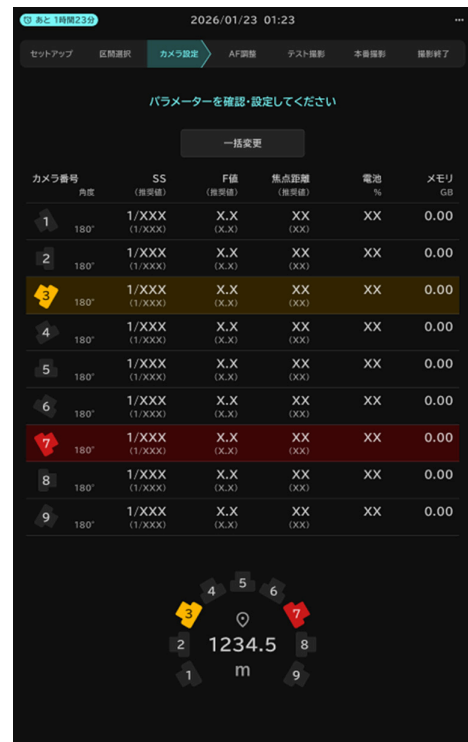 あと 1時間23分
2026/01/23 01:23
...
セットアップ 区間選択 カメラ設定 AF調整 テスト撮影 本番撮影 撮影終了
パラメーターを確認・設定してください
一括変更
カメラ番号 SS F値 焦点距離 電池 メモリ
角度 (推奨値) (推奨値) (推奨値) % GB
1 1/XXX X.X XX XX 0.00
180° (1/XXX) (X.X) (XX)
2 1/XXX X.X XX XX 0.00
180° (1/XXX) (X.X) (XX)
3 1/XXX X.X XX XX 0.00
180° (1/XXX) (X.X) (XX)
4 1/XXX X.X XX XX 0.00
180° (1/XXX) (X.X) (XX)
5 1/XXX X.X XX XX 0.00
180° (1/XXX) (X.X) (XX)
6 1/XXX X.X XX XX 0.00
180° (1/XXX) (X.X) (XX)
7 1/XXX X.X XX XX 0.00
180° (1/XXX) (X.X) (XX)
8 1/XXX X.X XX XX 0.00
180° (1/XXX) (X.X) (XX)
9 1/XXX X.X XX XX 0.00
180° (1/XXX) (X.X) (XX)
4 5 6
3 7
2 1234.5 8
1 m 9